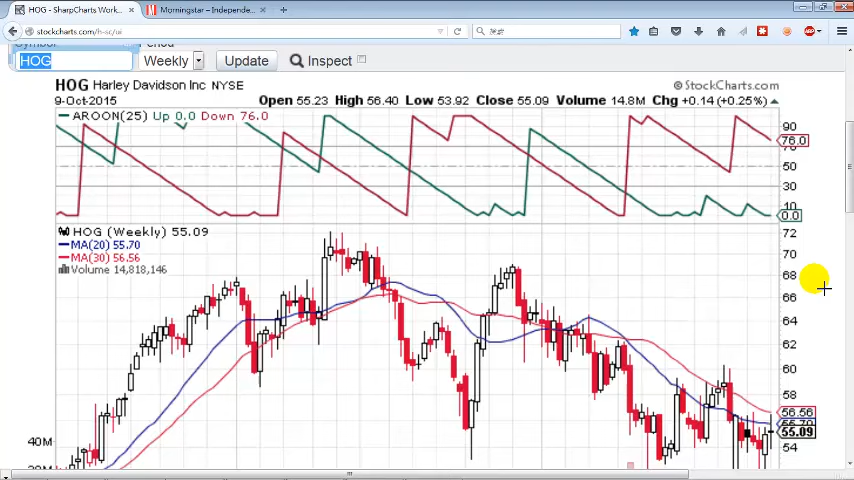 HOG - SharpCharts Work...
Morningstar – Independe...
stockcharts.com/h-sc/ui
Symbol
Period
HOG
Weekly
Update
Inspect
HOG Harley Davidson Inc NYSE
© StockCharts.com
9-Oct-2015
Open 55.23 High 56.40 Low 53.92 Close 55.09 Volume 14.8M Chg +0.14 (+0.25%)
AROON(25) Up 0.0 Down 76.0
90
76.0
50
30
10
0.0
HOG (Weekly) 55.09
MA(20) 55.70
MA(30) 56.56
Volume 14,818,146
72
70
68
66
64
62
60
58
56.56
55.70
55.09
54
40M
ABP